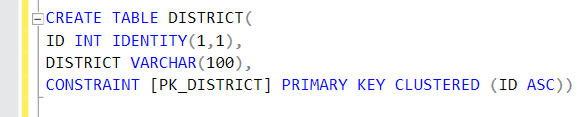 CREATE TABLE DISTRICT(
ID INT IDENTITY(1,1),
DISTRICT VARCHAR(100),
CONSTRAINT [PK_DISTRICT] PRIMARY KEY CLUSTERED (ID ASC))